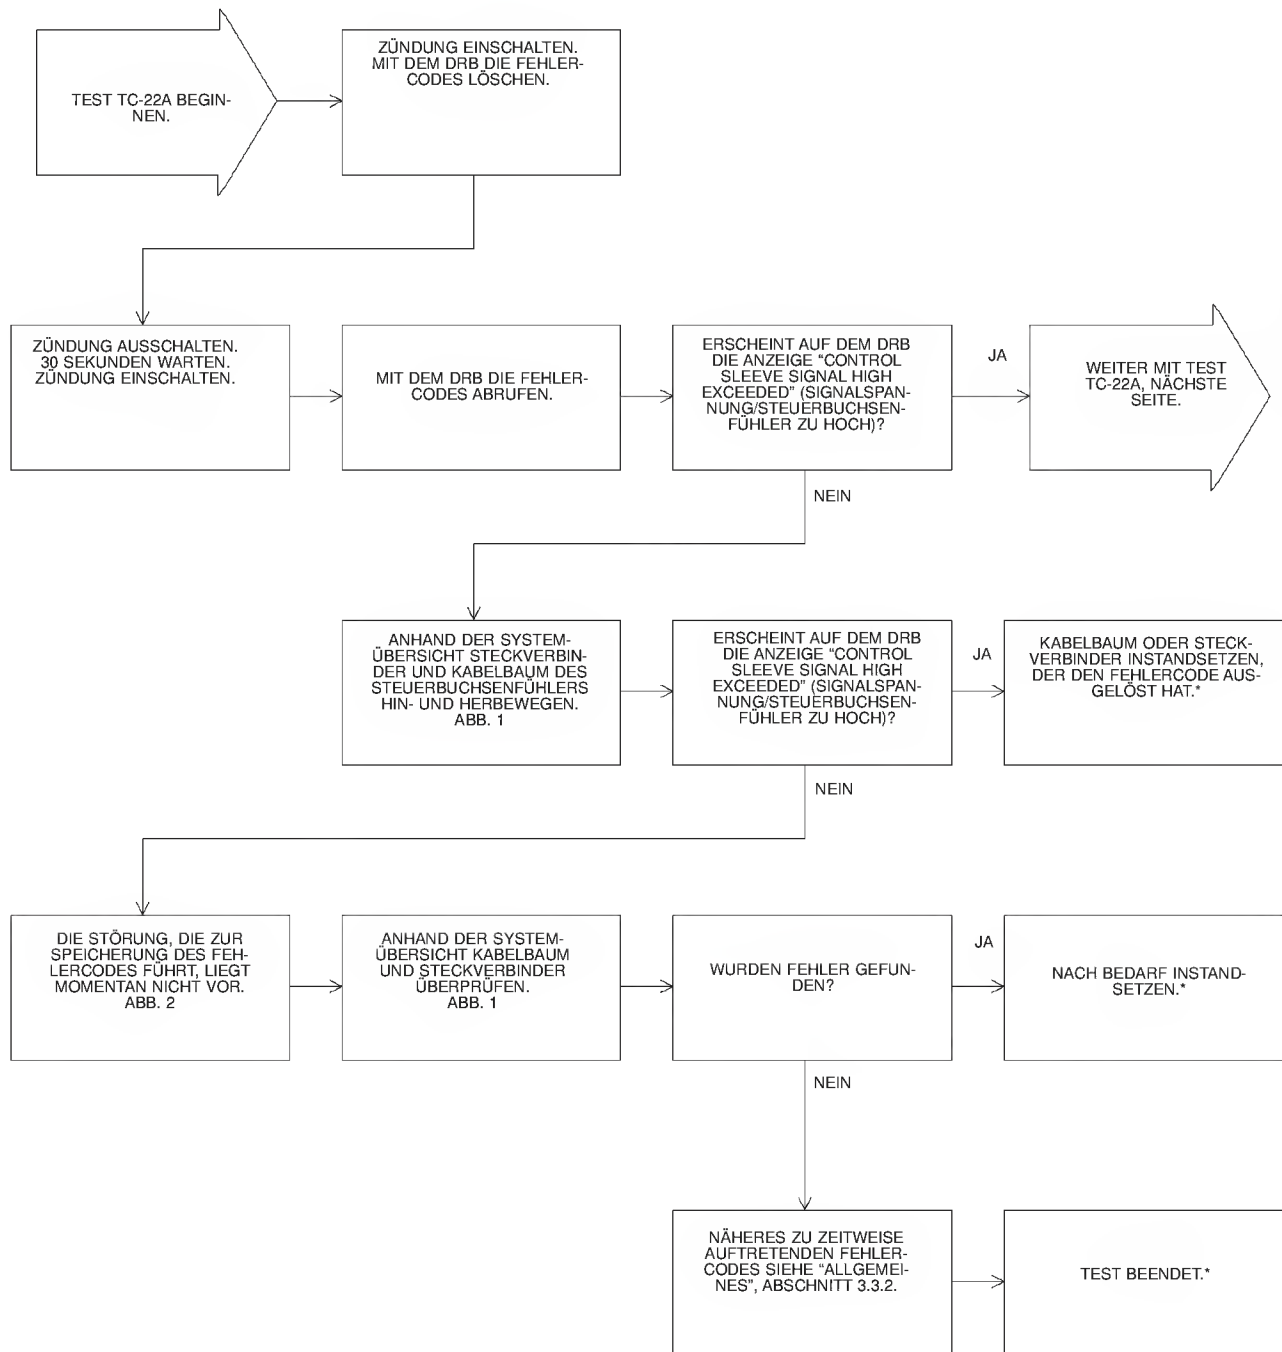 TEST TC-22A BEGIN-
NEN.
ZÜNDUNG EINSCHALTEN.
MIT DEM DRB DIE FEHLER-
CODES LÖSCHEN.
ZÜNDUNG AUSSCHALTEN.
30 SEKUNDEN WARTEN.
ZÜNDUNG EINSCHALTEN.
MIT DEM DRB DIE FEHLER-
CODES ABRUFEN.
ERSCHEINT AUF DEM DRB
DIE ANZEIGE “CONTROL
SLEEVE SIGNAL HIGH
EXCEEDED” (SIGNALSPAN-
NUNG/STEUERBUCHSEN-
FÜHLER ZU HOCH)?
JA
WEITER MIT TEST
TC-22A, NÄCHSTE
SEITE.
NEIN
ANHAND DER SYSTEM-
ÜBERSICHT STECKVERBIN-
DER UND KABELBAUM DES
STEUERBUCHSENFÜHLERS
HIN- UND HERBEWEGEN.
ABB. 1
ERSCHEINT AUF DEM DRB
DIE ANZEIGE “CONTROL
SLEEVE SIGNAL HIGH
EXCEEDED” (SIGNALSPAN-
NUNG/STEUERBUCHSEN-
FÜHLER ZU HOCH)?
JA
KABELBAUM ODER STECK-
VERBINDER INSTANDSETZEN,
DER DEN FEHLERCODE AUS-
GELÖST HAT.*
NEIN
DIE STÖRUNG, DIE ZUR
SPEICHERUNG DES FEH-
LERCODES FÜHRT, LIEGT
MOMENTAN NICHT VOR.
ABB. 2
ANHAND DER SYSTEM-
ÜBERSICHT KABELBAUM
UND STECKVERBINDER
ÜBERPRÜFEN.
ABB. 1
WURDEN FEHLER GEFUN-
DEN?
JA
NACH BEDARF INSTAND-
SETZEN.*
NEIN
NÄHERES ZU ZEITWEISE
AUFTRETENDEN FEHLER-
CODES SIEHE “ALLGEMEI-
NES”, ABSCHNITT 3.3.2.
TEST BEENDET.*